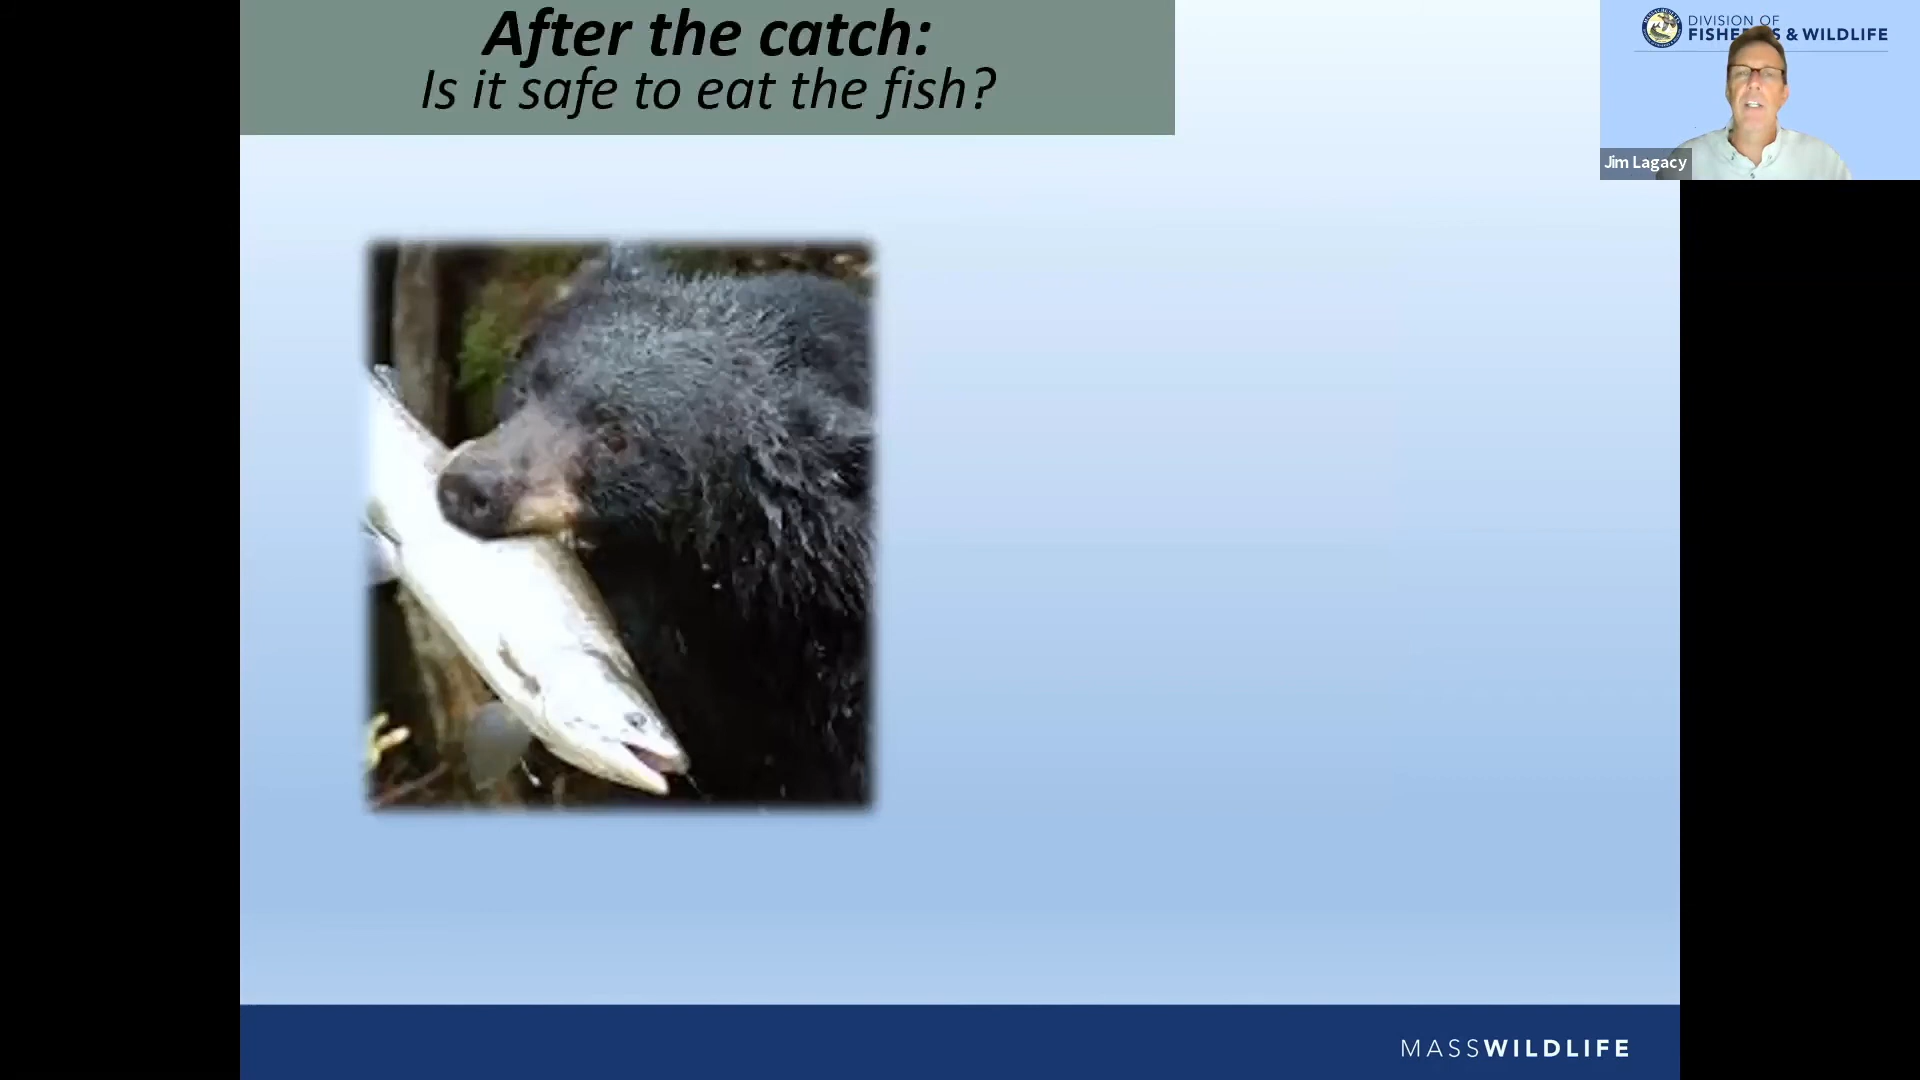 After the catch:
Is it safe to eat the fish?
DIVISION OF
& WILDLIFE
Jim Lagacy
MASSWILDLIFE